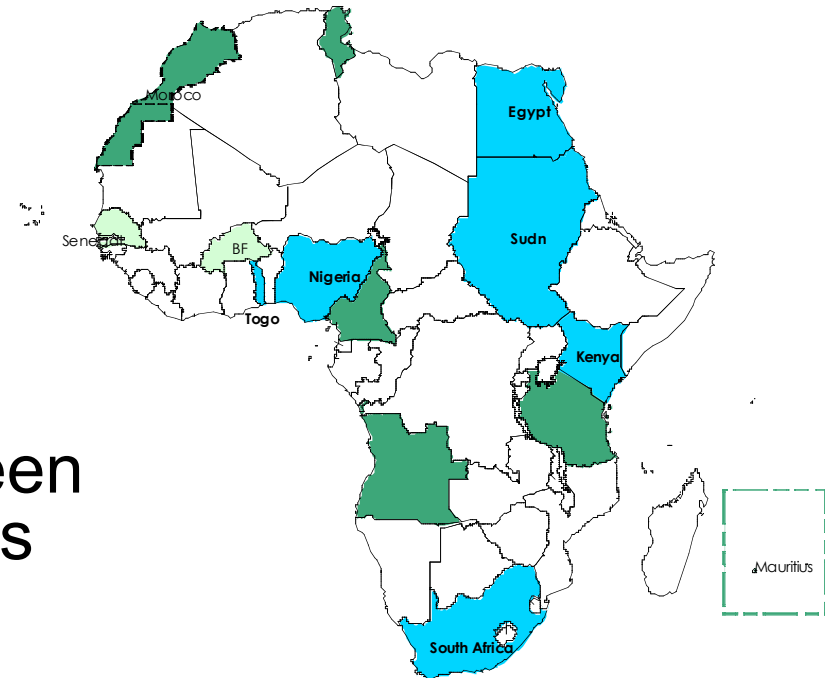 Moroco
Egypt
Senegal
BF
Sudn
Nigeria
Togo
Kenya
een
s
Mauritius
South Africa